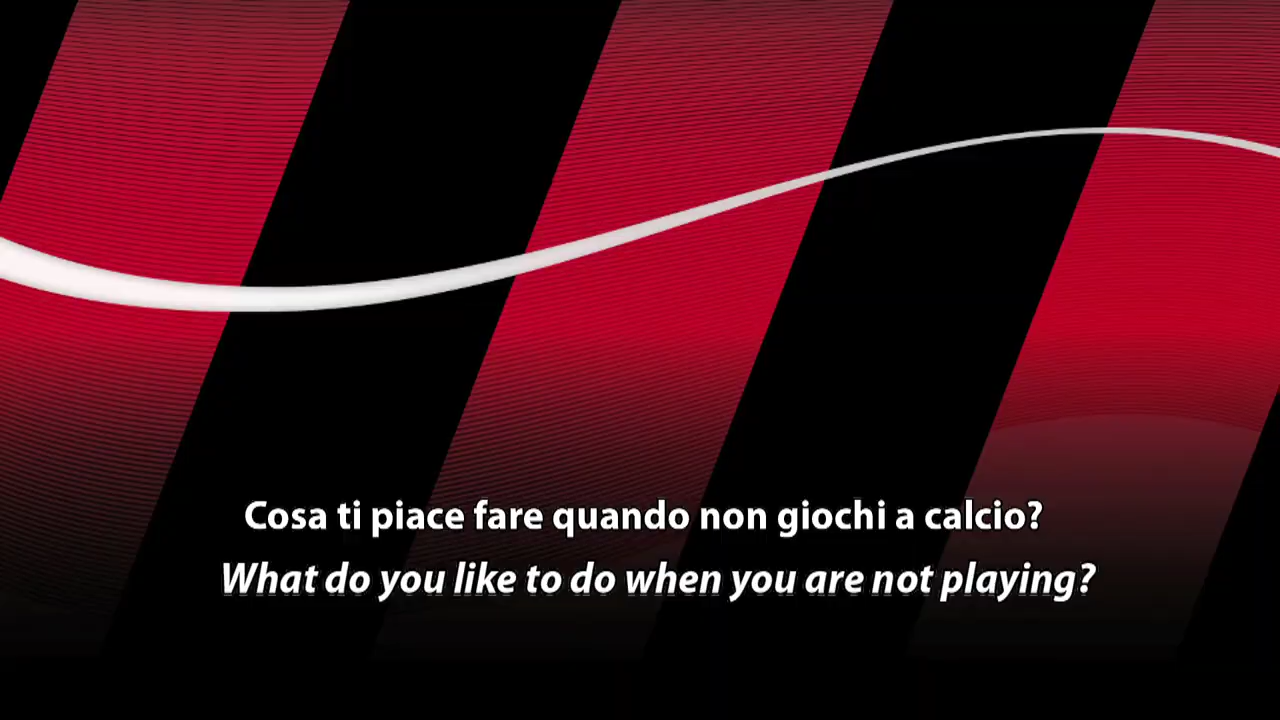 Cosa ti piace fare quando non giochi a calcio?
What do you like to do when you are not playing?